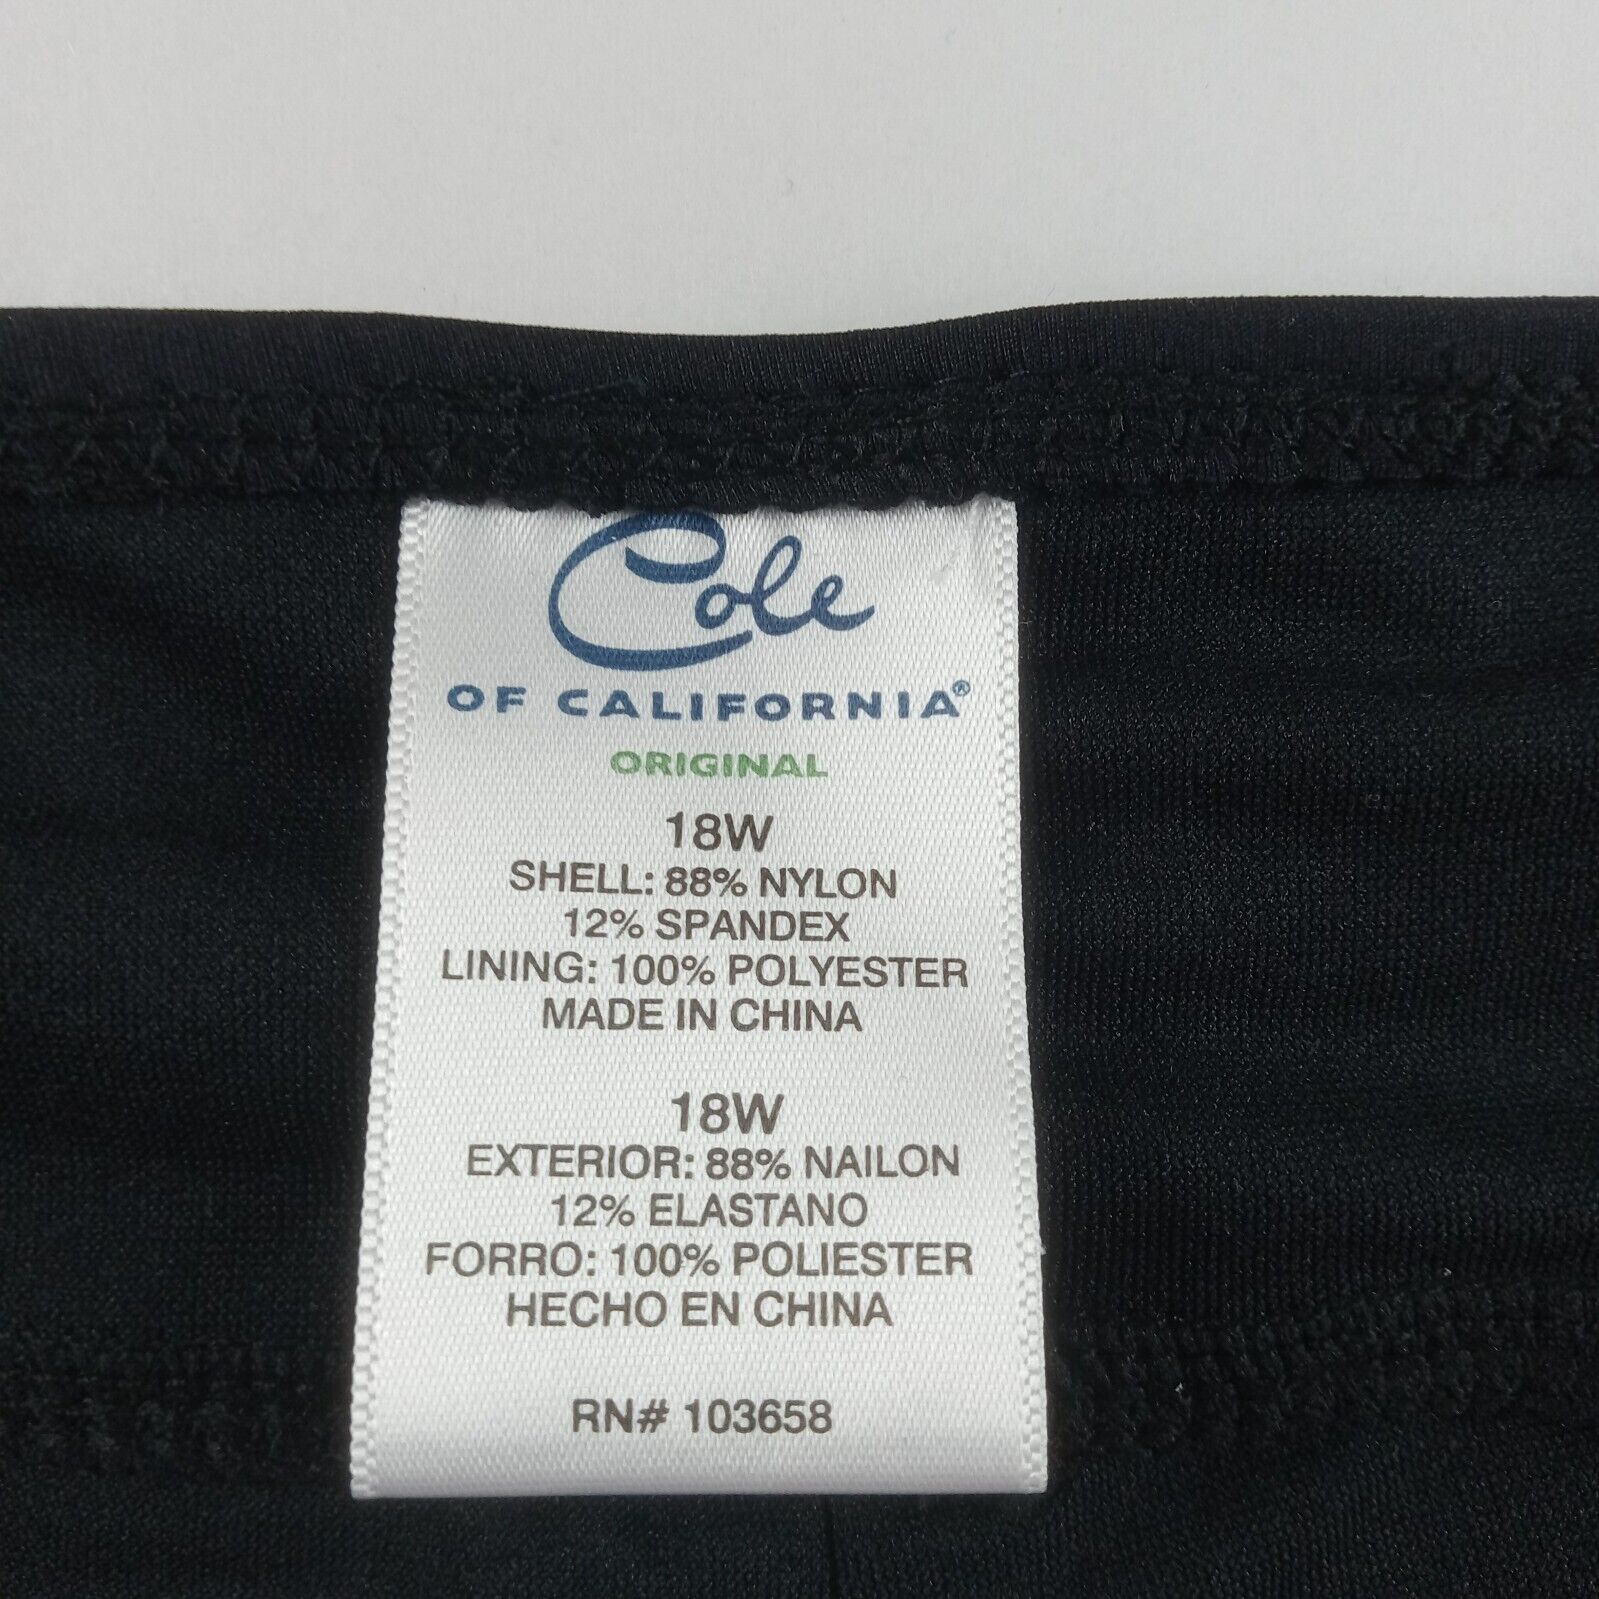 Cole
OF CALIFORNIA®
ORIGINAL
18W
SHELL: 88% NYLON
12% SPANDEX
LINING: 100% POLYESTER
MADE IN CHINA
18W
EXTERIOR: 88% NAILON
12% ELASTANO
FORRO: 100% POLIESTER
HECHO EN CHINA
RN# 103658